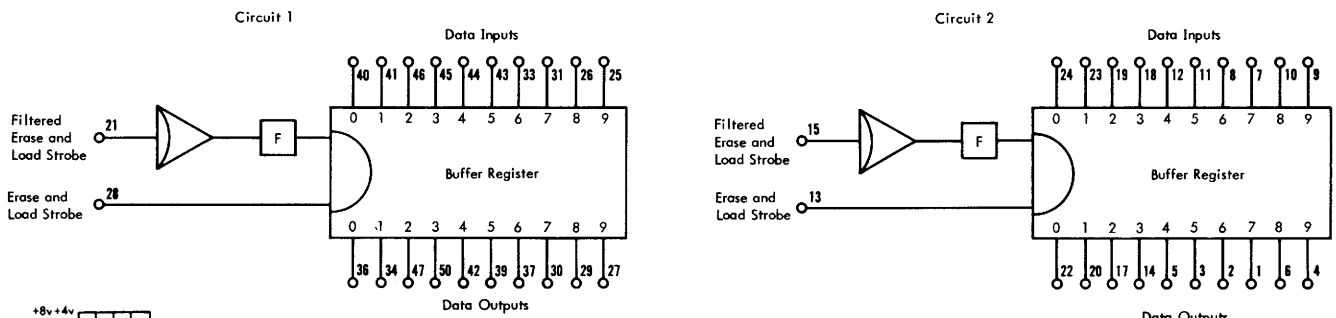 Circuit 1
Data Inputs
40 41 46 45 44 43 33 31 26 25
0 1 2 3 4 5 6 7 8 9
Filtered
Erase and
Load Strobe
21
F
Buffer Register
Erase and
Load Strobe
28
0 1 2 3 4 5 6 7 8 9
36 34 47 50 42 39 37 30 29 27
Data Outputs
+8v +4v
Circuit 2
Data Inputs
24 23 19 18 12 11 8 7 10 9
0 1 2 3 4 5 6 7 8 9
Filtered
Erase and
Load Strobe
15
F
Buffer Register
Erase and
Load Strobe
13
0 1 2 3 4 5 6 7 8 9
22 20 17 14 5 3 2 1 6 4
Data Outputs